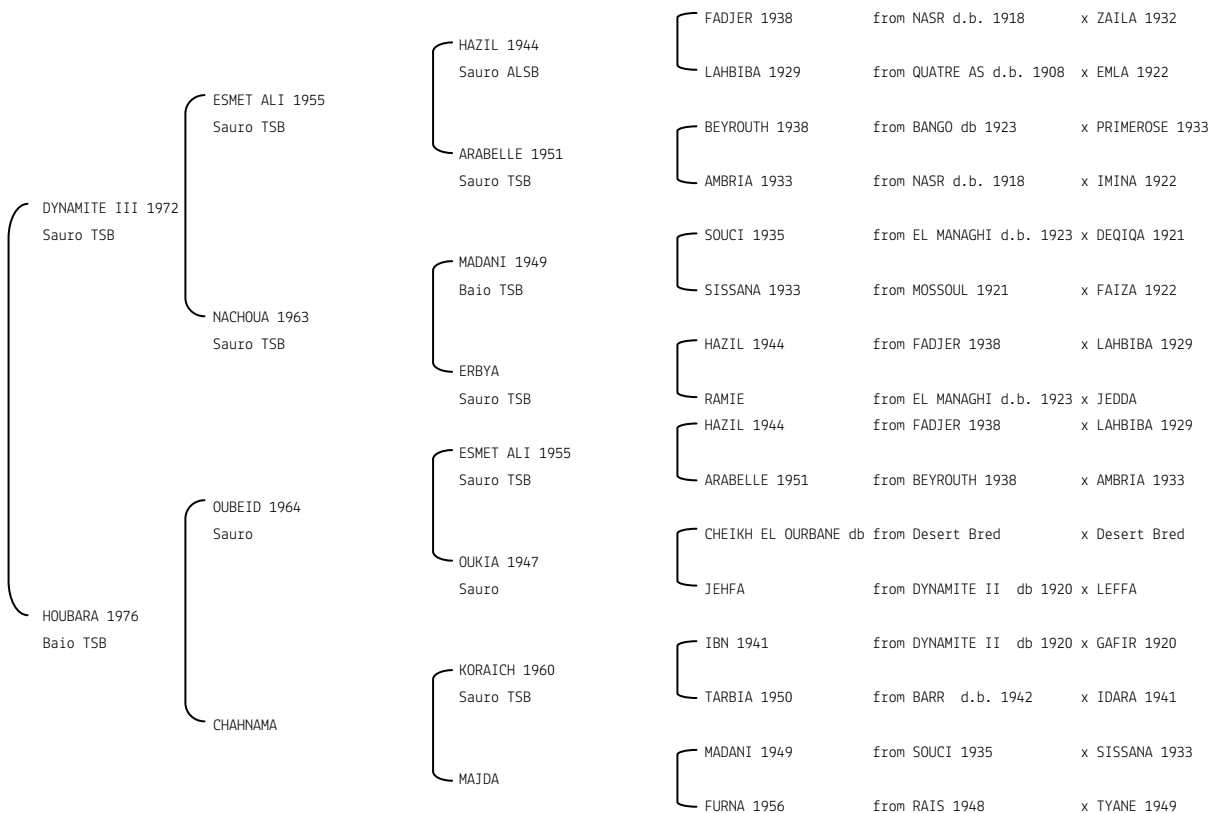 FADJER 1938 from NASR d.b. 1918 x ZAILA 1932
HAZIL 1944
Sauro ALSB LAHBIBA 1929 from QUATRE AS d.b. 1908 x EMLA 1922
ESMET ALI 1955
Sauro TSB BEYROUTH 1938 from BANGO db 1923 x PRIMEROSE 1933
ARABELLE 1951
Sauro TSB AMBRIA 1933 from NASR d.b. 1918 x IMINA 1922
DYNAMITE III 1972
Sauro TSB SOUCI 1935 from EL MANAGHI d.b. 1923 x DEQIQA 1921
MADANI 1949
Baio TSB SISSANA 1933 from MOSSOUL 1921 x FAIZA 1922
NACHOUA 1963
Sauro TSB HAZIL 1944 from FADJER 1938 x LAHBIBA 1929
ERBYA
Sauro TSB RAMIE from EL MANAGHI d.b. 1923 x JEDDA
HAZIL 1944 from FADJER 1938 x LAHBIBA 1929
ESMET ALI 1955
Sauro TSB ARABELLE 1951 from BEYROUTH 1938 x AMBRIA 1933
OUBEID 1964
Sauro CHEIKH EL OURBANE db from Desert Bred x Desert Bred
OUKIA 1947
Sauro JEHFA from DYNAMITE II db 1920 x LEFFA
HOUBARA 1976
Baio TSB IBN 1941 from DYNAMITE II db 1920 x GAFIR 1920
KORAICH 1960
Sauro TSB TARBIA 1950 from BARR d.b. 1942 x IDARA 1941
CHAHNAMA
MADANI 1949 from SOUCI 1935 x SISSANA 1933
MAJDA
FURNA 1956 from RAIS 1948 x TYANE 1949